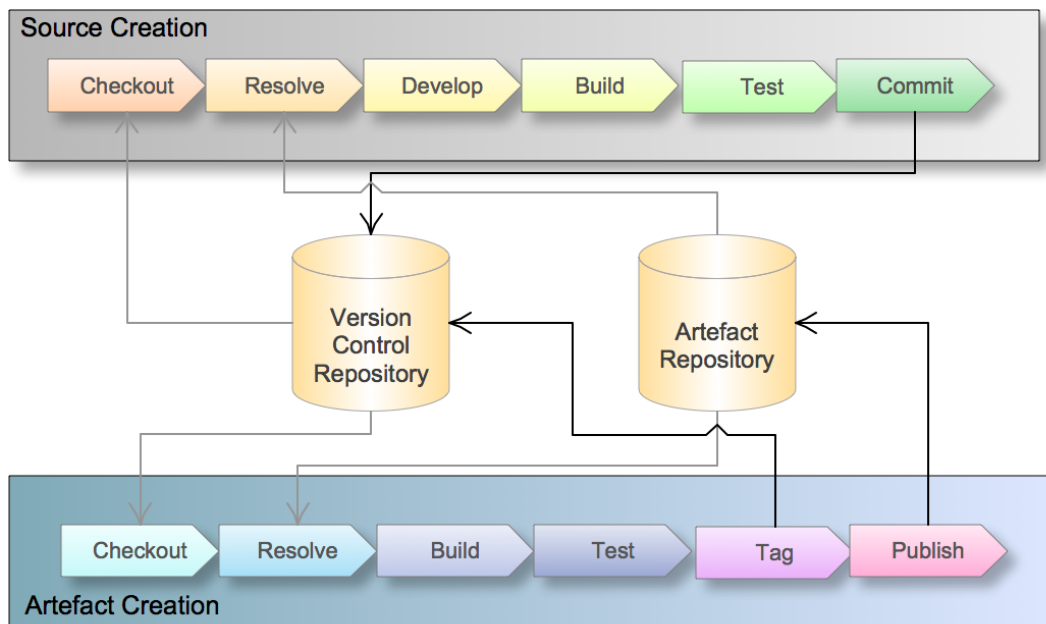 Source Creation
Checkout
Resolve
Develop
Build
Test
Commit
Version
Control
Repository
Artefact
Repository
Checkout
Resolve
Build
Test
Tag
Publish
Artefact Creation